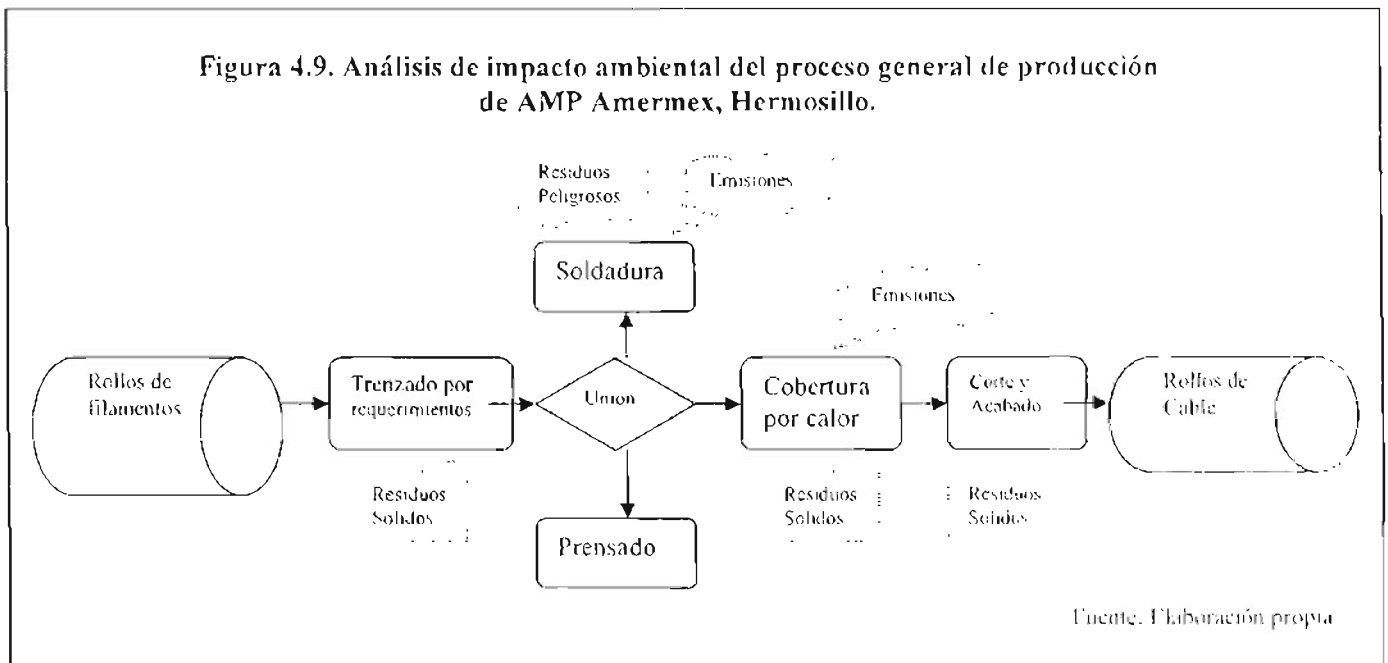 Figura 4.9. Análisis de impacto ambiental del proceso general de producción
de AMP Amermex, Hermosillo.
Residuos
Peligrosos
Emisiones
Soldadura
Emisiones
Rollos de
filamentos
Trenzado por
requerimientos
Union
Cobertura
por calor
Corte y
Acabado
Rollos de
Cable
Residuos
Solidos
Residuos
Solidos
Residuos
Solidos
Prensado
Fuente. Elaboración propia